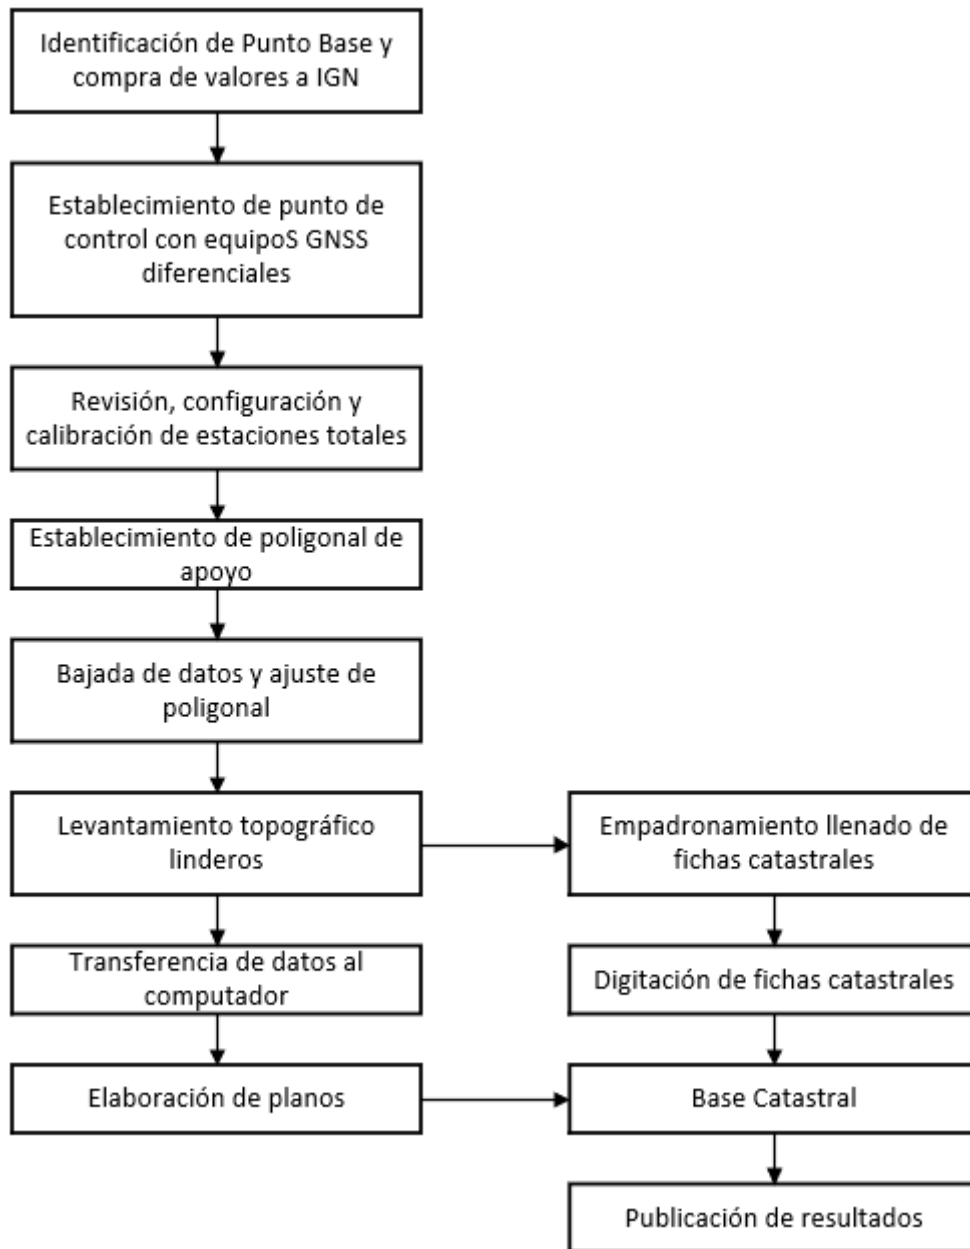 Identificación de Punto Base y
compra de valores a IGN
Establecimiento de punto de
control con equipoS GNSS
diferenciales
Revisión, configuración y
calibración de estaciones totales
Establecimiento de poligonal de
apoyo
Bajada de datos y ajuste de
poligonal
Levantamiento topográfico
linderos
Empadronamiento llenado de
fichas catastrales
Transferencia de datos al
computador
Digitación de fichas catastrales
Elaboración de planos
Base Catastral
Publicación de resultados